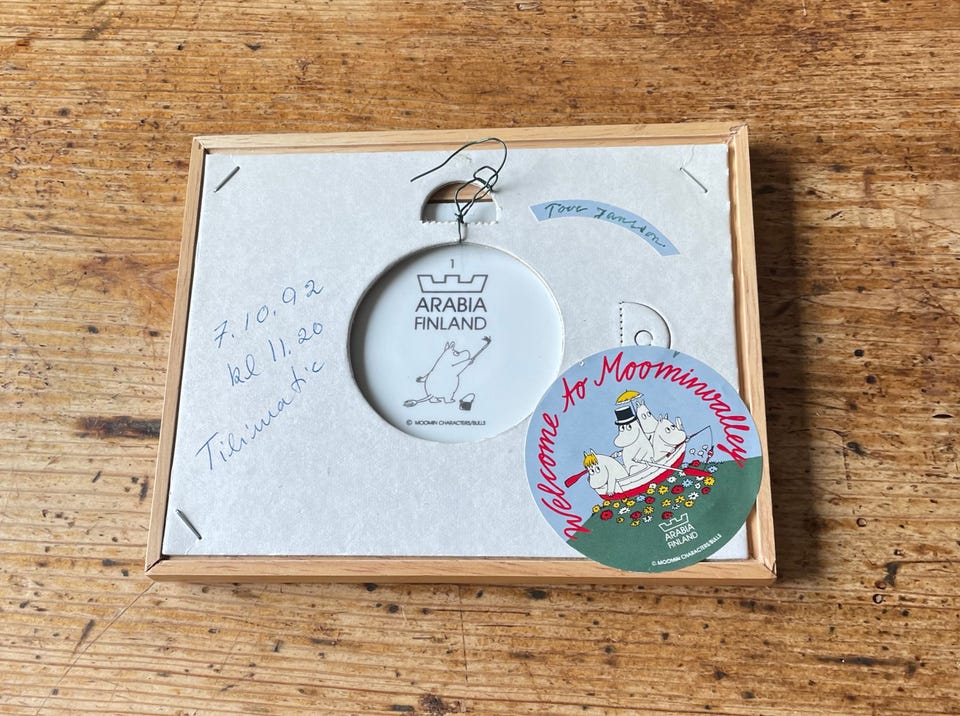 1
ARABIA
FINLAND
© MOOMIN CHARACTERS/BULLS
Tove Jansson
7.10.92
kl 11.20
Tilimatic
Welcome to Moominvalley
ARABIA
FINLAND
© MOOMIN CHARACTERS/BULLS